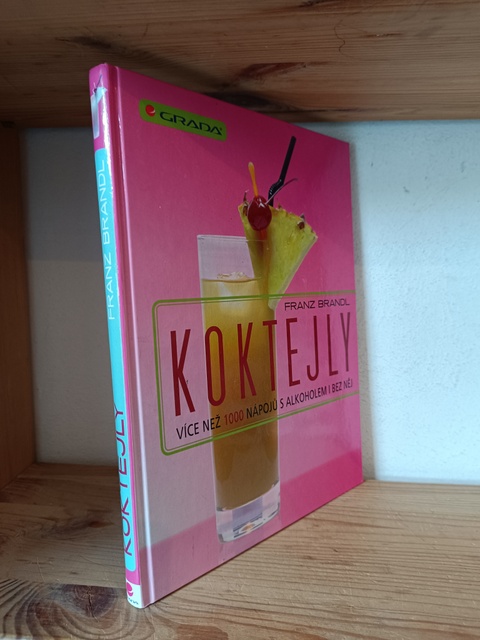 GRADA
FRANZ BRANDL
KOKTEJLY
VÍCE NEŽ 1000 NÁPOJŮ S ALKOHOLEM I BEZ NĚJ
FRANZ BRANDL
KOKTEJLY